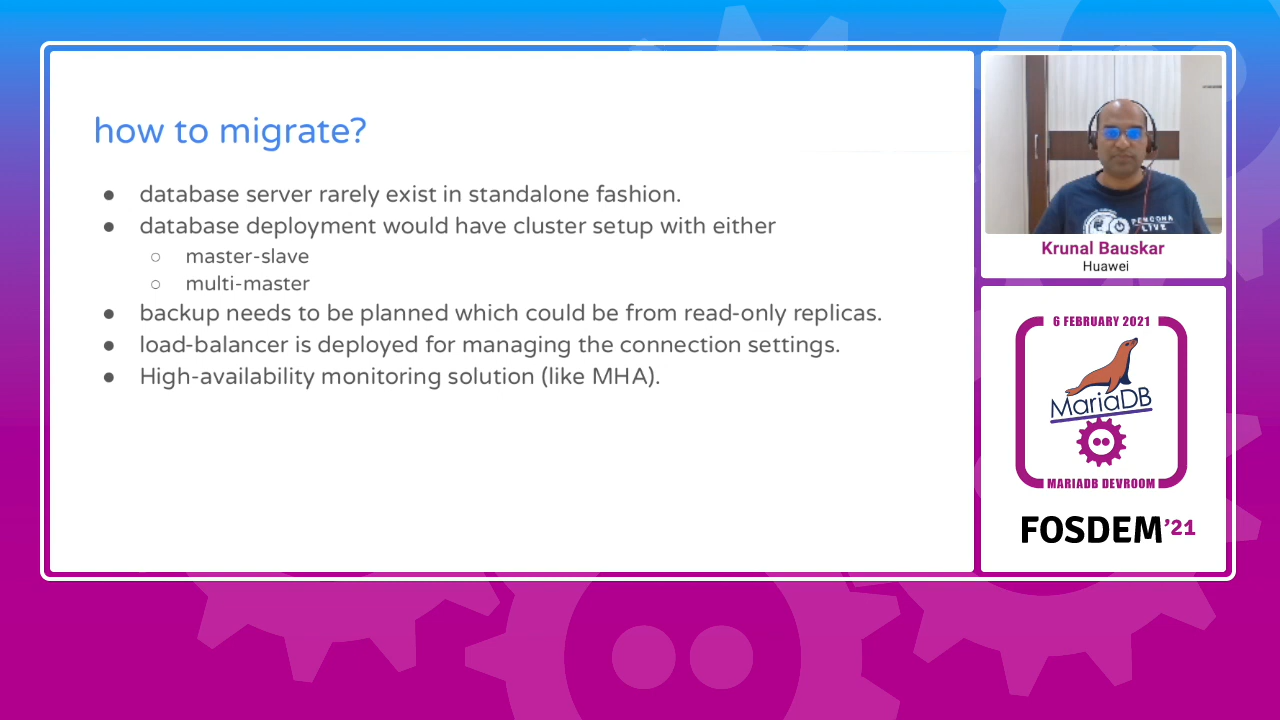 how to migrate?
● database server rarely exist in standalone fashion.
● database deployment would have cluster setup with either
○ master-slave
○ multi-master
● backup needs to be planned which could be from read-only replicas.
● load-balancer is deployed for managing the connection settings.
● High-availability monitoring solution (like MHA).
PERCONA
LIVE
Krunal Bauskar
Huawei
6 FEBRUARY 2021
MariaDB
MARIADB DEVROOM
FOSDEM'21